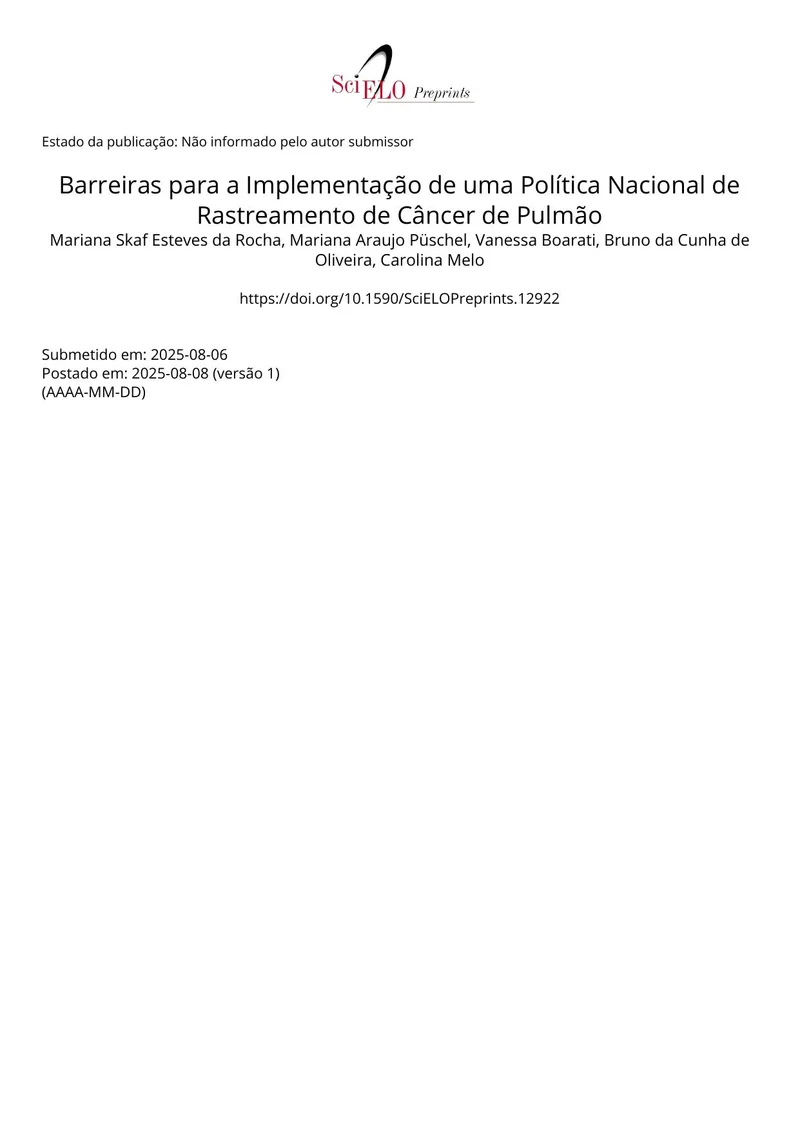 SciELO Preprints
Estado da publicação: Não informado pelo autor submissor
Barreiras para a Implementação de uma Política Nacional de
Rastreamento de Câncer de Pulmão
Mariana Skaf Esteves da Rocha, Mariana Araujo Püschel, Vanessa Boarati, Bruno da Cunha de
Oliveira, Carolina Melo
https://doi.org/10.1590/SciELOPreprints.12922
Submetido em: 2025-08-06
Postado em: 2025-08-08 (versão 1)
(AAAA-MM-DD)